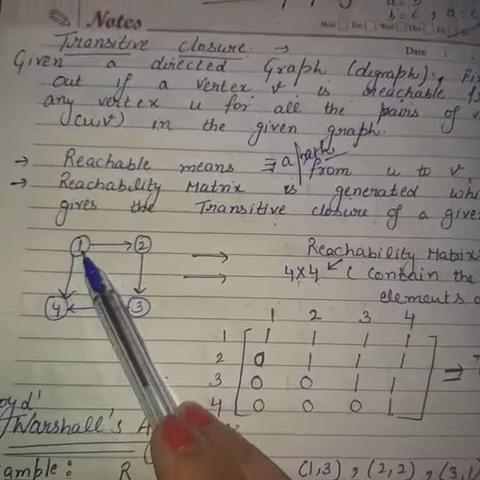 Notes
b = c, a = c
Date
Transitive closure. →
Given a directed Graph (digraph),
out if a vertex v is reachable
any vertex u for all the pairs of
(u,v) in the given graph.
→ Reachable means ∃ a path from u to v.
→ Reachability Matrix is generated
gives the Transitive closure of a
1 → 2
4 3
→ Reachability Matrix
→ 4x4 (contain the
elements
1 2 3 4
1 1 1 1 1
2 0 1 1 1
3 0 0 1 1
4 0 0 0 1
⇒
Warshall's A
R
(1,3), (2,2), (3,1